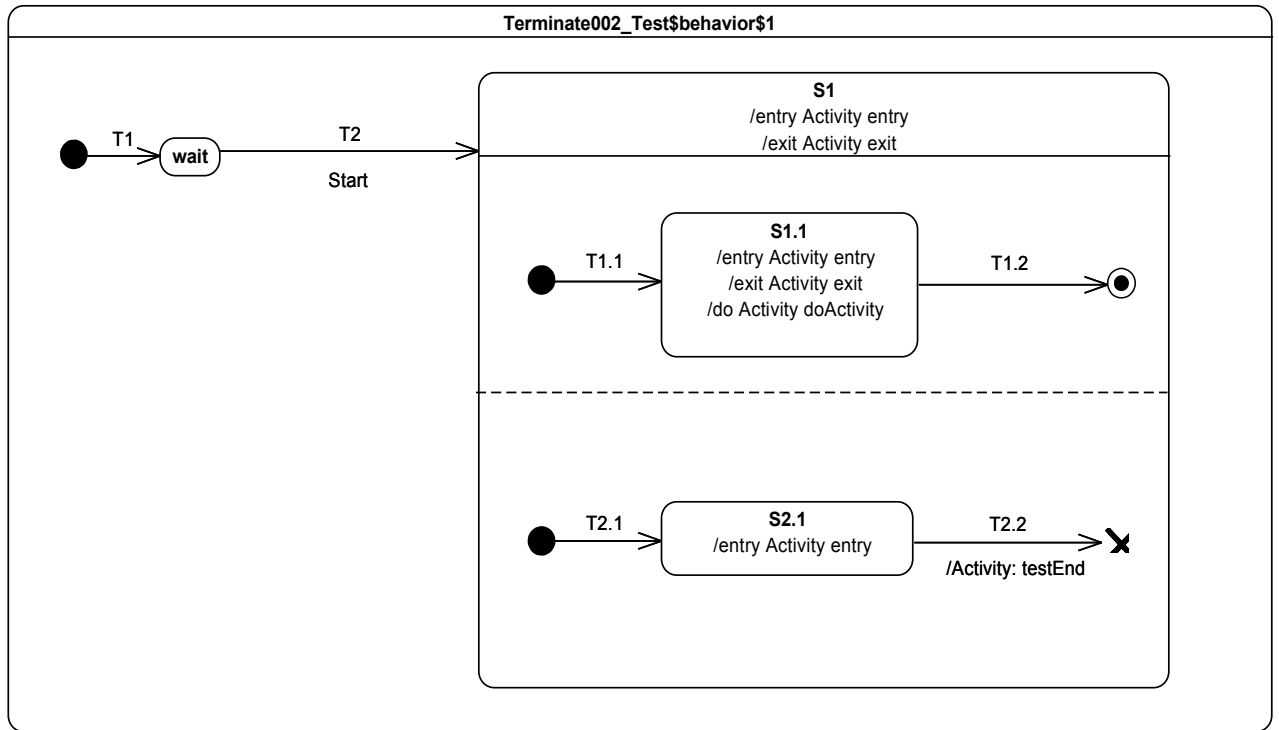 Terminate002_Test$behavior$1
S1
/entry Activity entry
/exit Activity exit
T1
wait
T2
Start
S1.1
/entry Activity entry
/exit Activity exit
/do Activity doActivity
T1.1
T1.2
S2.1
/entry Activity entry
T2.1
T2.2
/Activity: testEnd